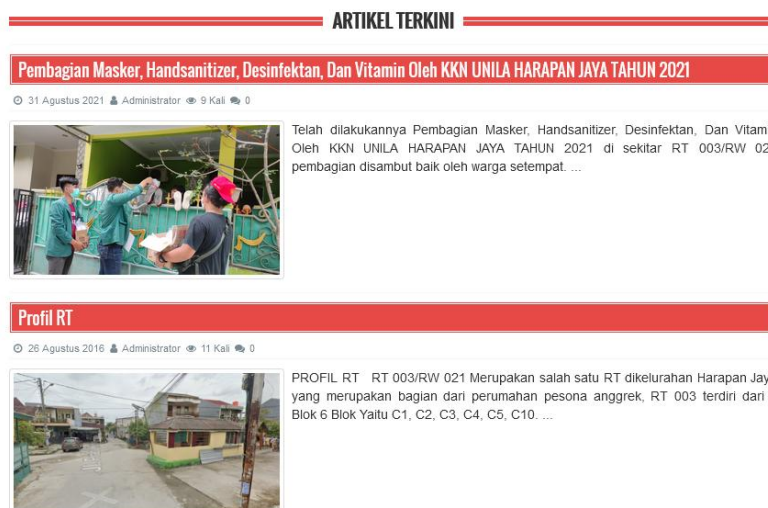 ARTIKEL TERKINI
Pembagian Masker, Handsanitizer, Desinfektan, Dan Vitamin Oleh KKN UNILA HARAPAN JAYA TAHUN 2021
31 Agustus 2021 Administrator 9 Kali 0
Telah dilakukannya Pembagian Masker, Handsanitizer, Desinfektan, Dan Vitam
Oleh KKN UNILA HARAPAN JAYA TAHUN 2021 di sekitar RT 003/RW 02
pembagian disambut baik oleh warga setempat. ...
Profil RT
26 Agustus 2016 Administrator 11 Kali 0
PROFIL RT RT 003/RW 021 Merupakan salah satu RT dikelurahan Harapan Jay
yang merupakan bagian dari perumahan pesona anggrek, RT 003 terdiri dari
Blok 6 Blok Yaitu C1, C2, C3, C4, C5, C10. ...